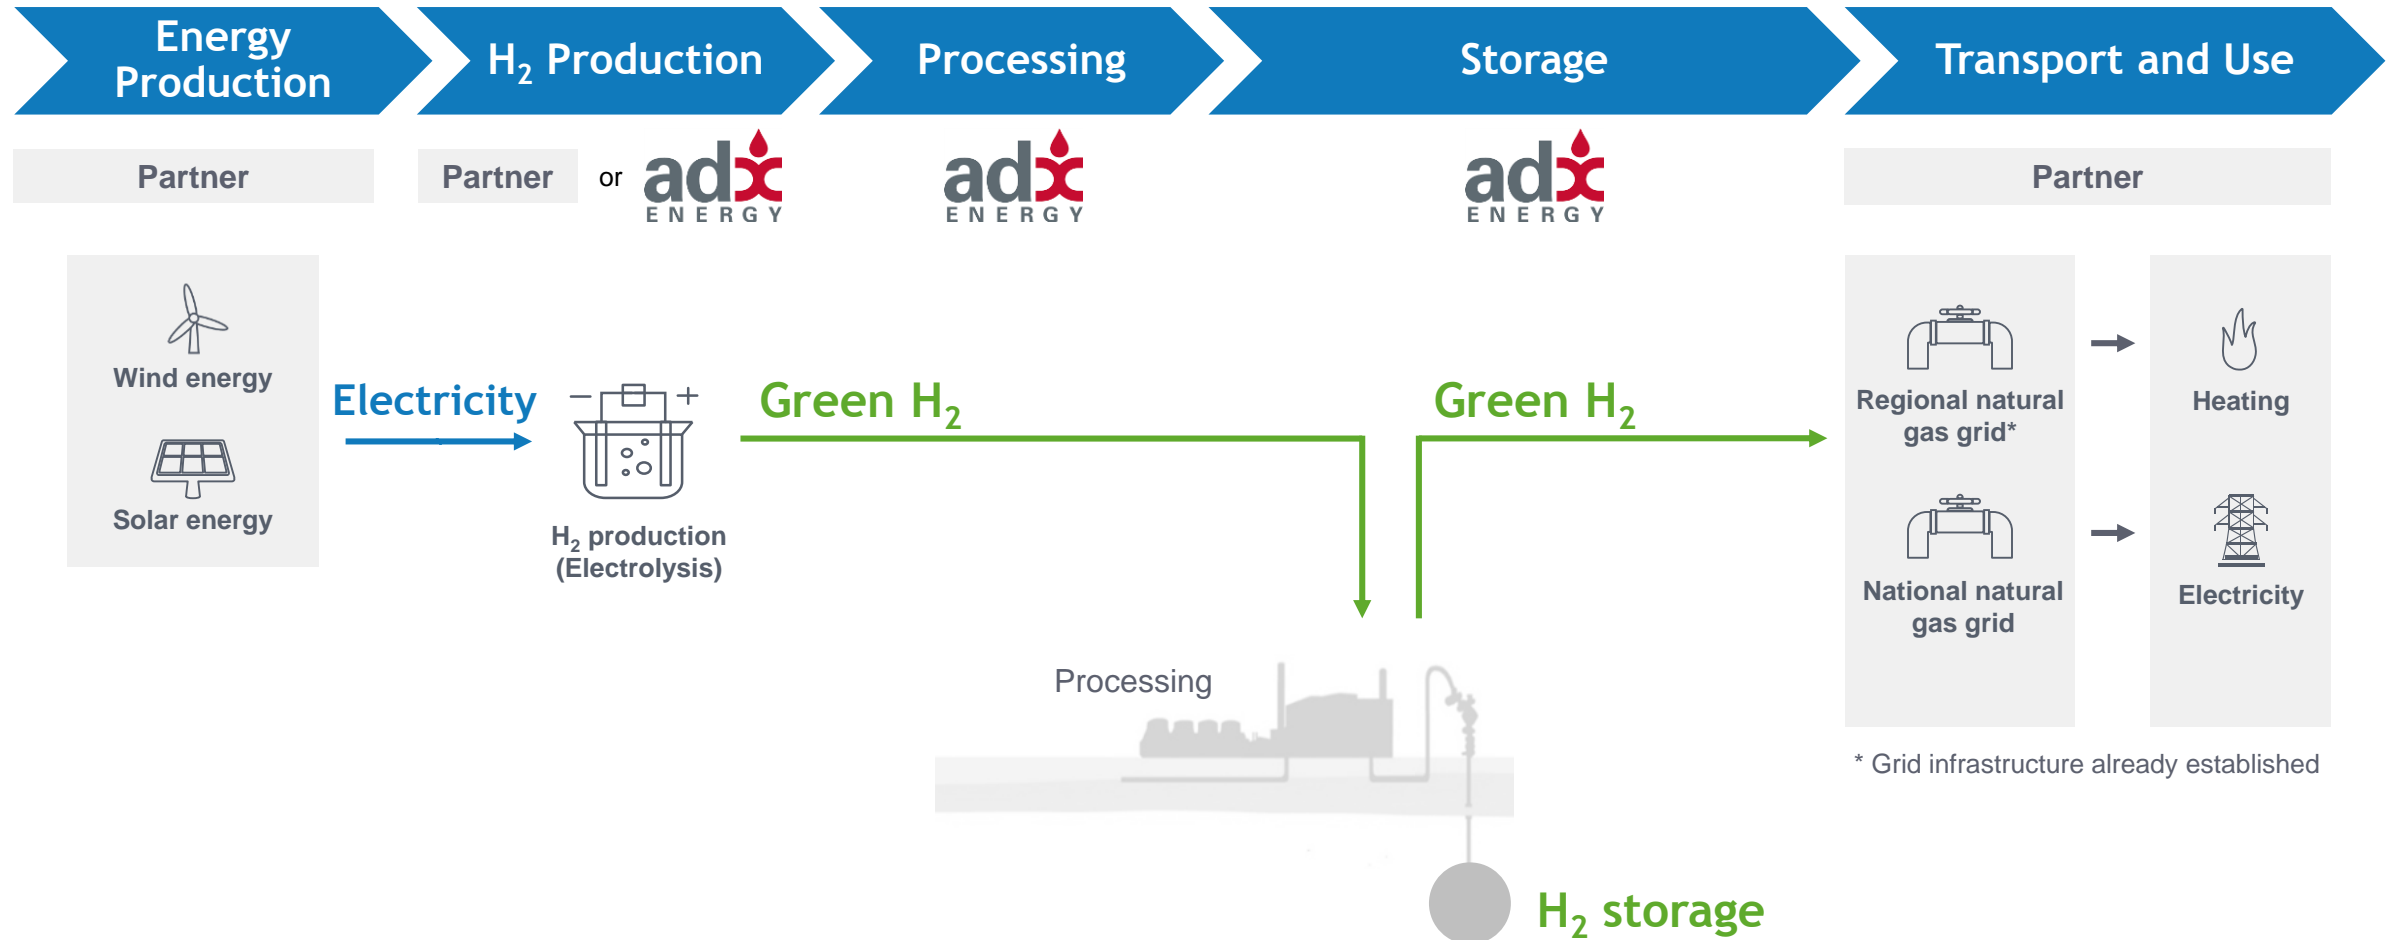 Energy
Production
H₂ Production
Processing
Storage
Transport and Use
Partner
Partner or adx ENERGY
adx ENERGY
adx ENERGY
Partner
Wind energy
Solar energy
Electricity
− +
H₂ production
(Electrolysis)
Green H₂
Green H₂
Regional natural
gas grid*
Heating
National natural
gas grid
Electricity
* Grid infrastructure already established
Processing
H₂ storage